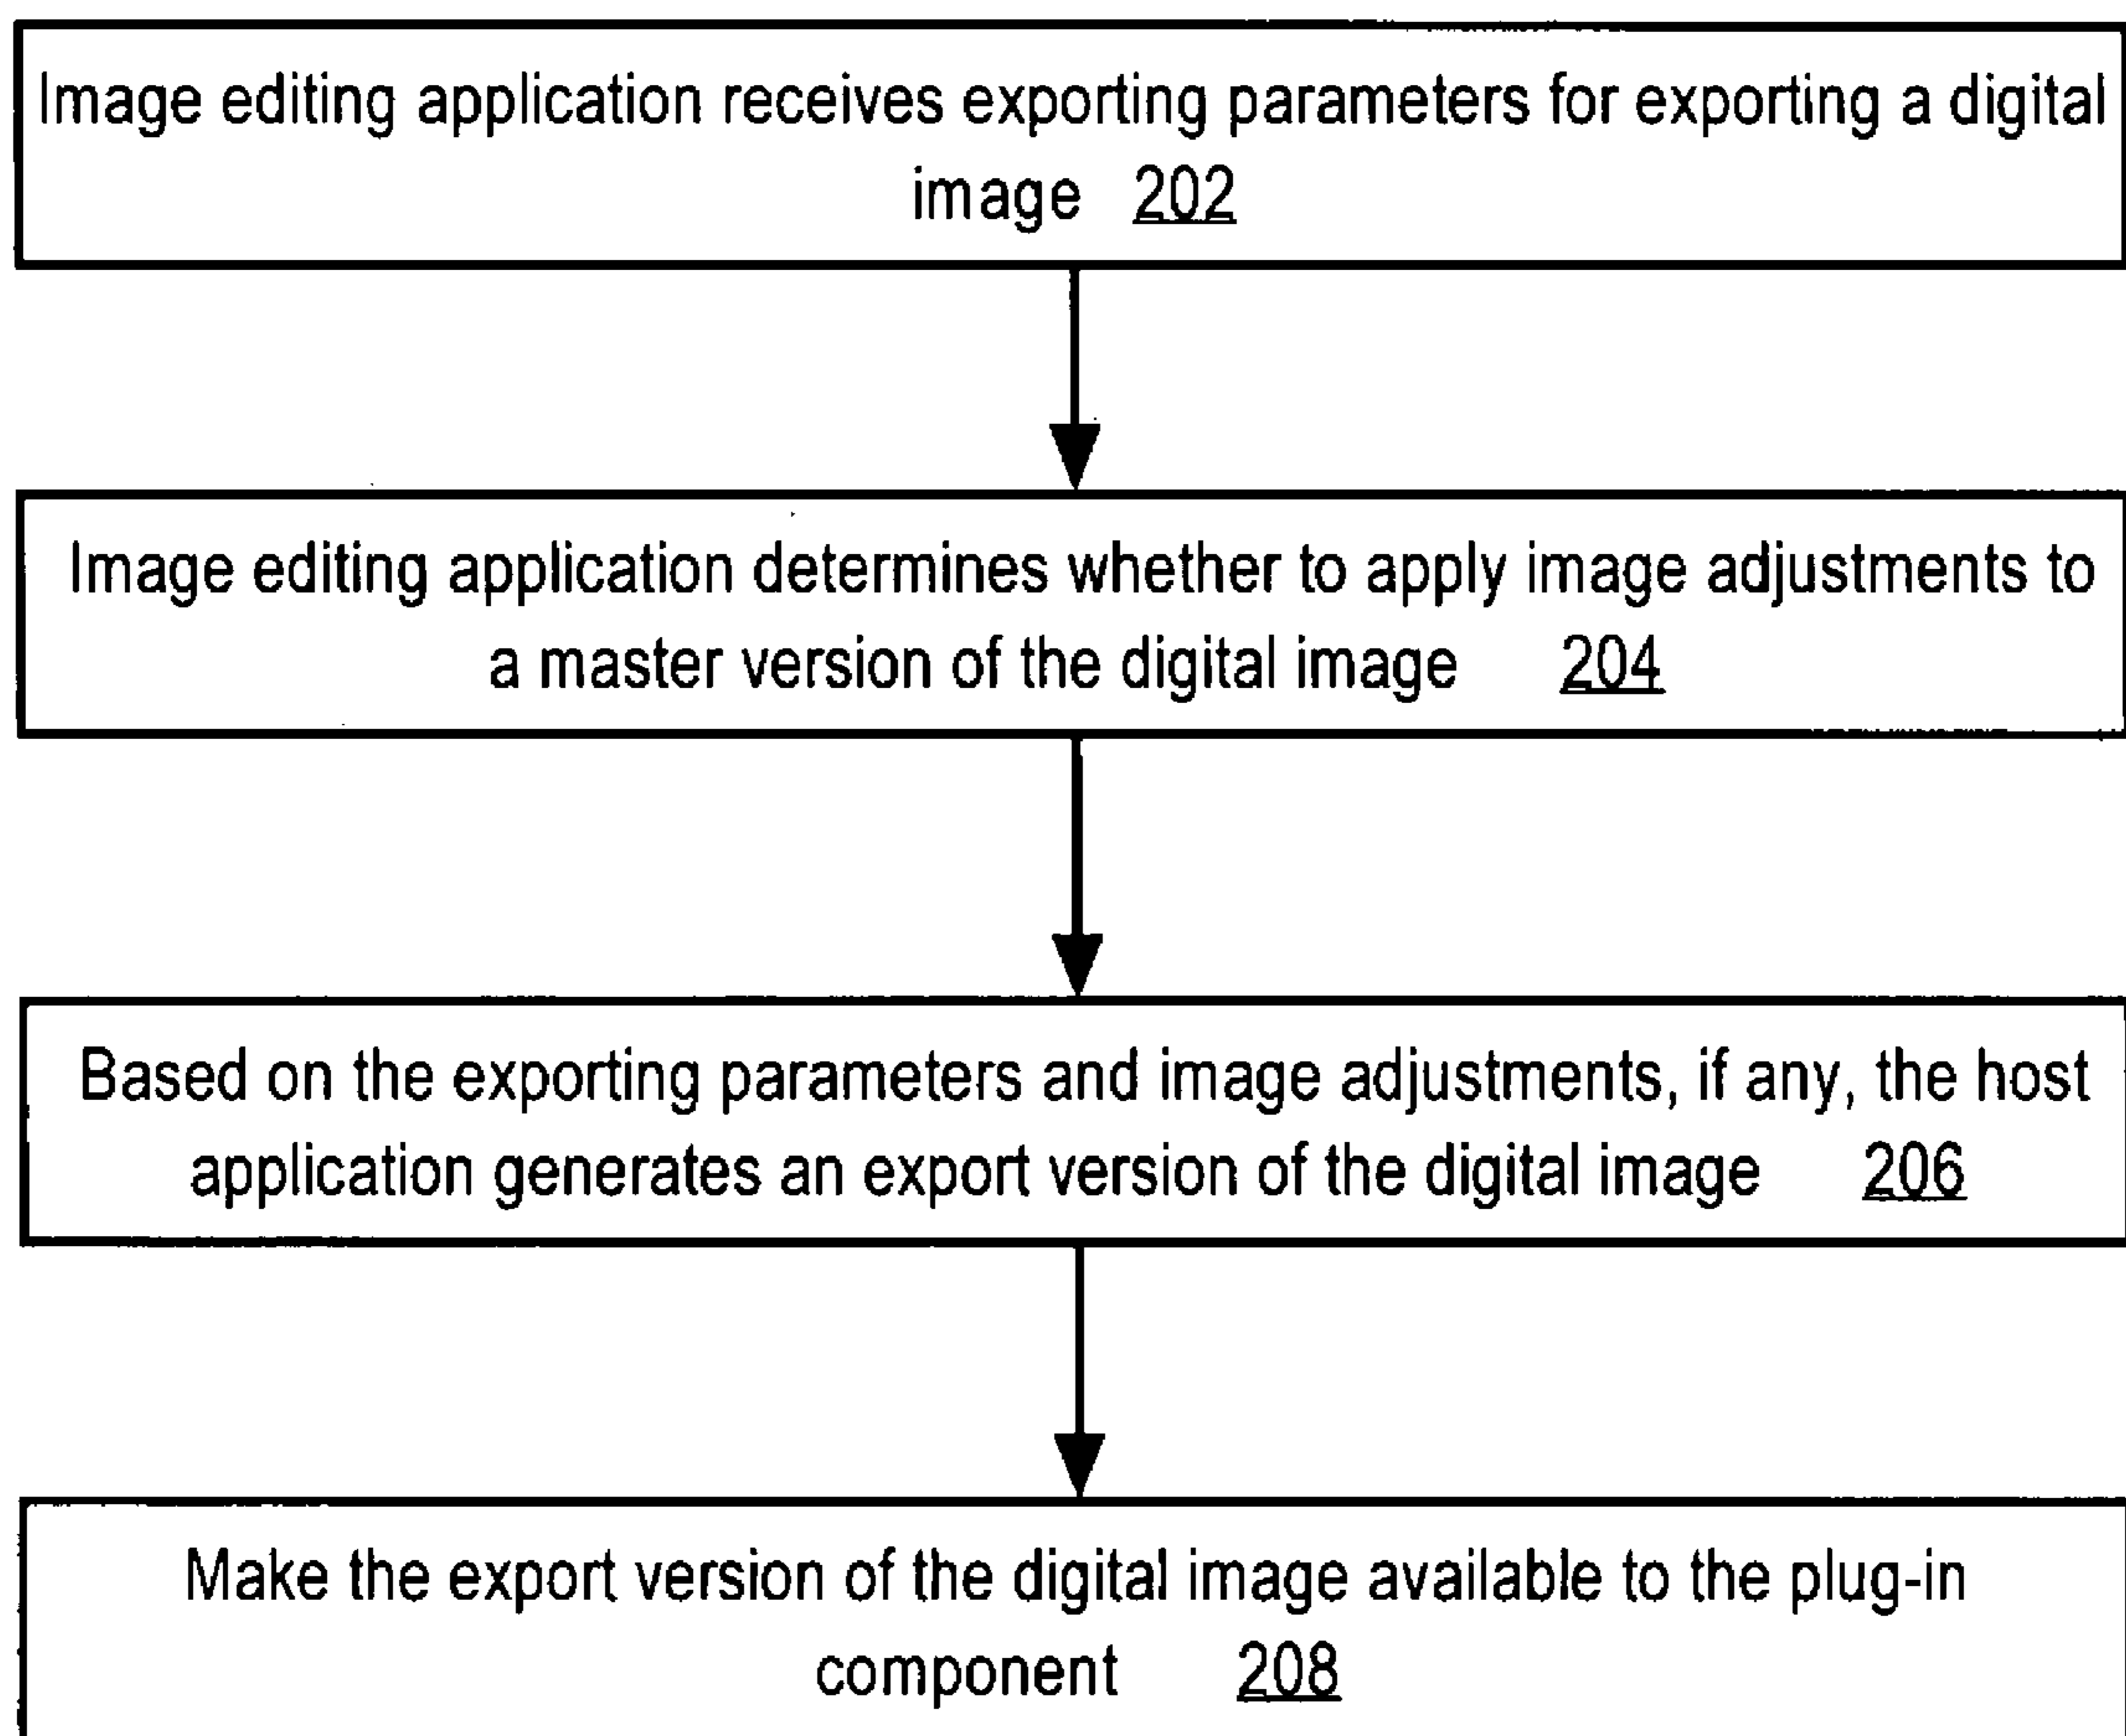 Image editing application receives exporting parameters for exporting a digital
image 202
Image editing application determines whether to apply image adjustments to
a master version of the digital image 204
Based on the exporting parameters and image adjustments, if any, the host
application generates an export version of the digital image 206
Make the export version of the digital image available to the plug-in
component 208